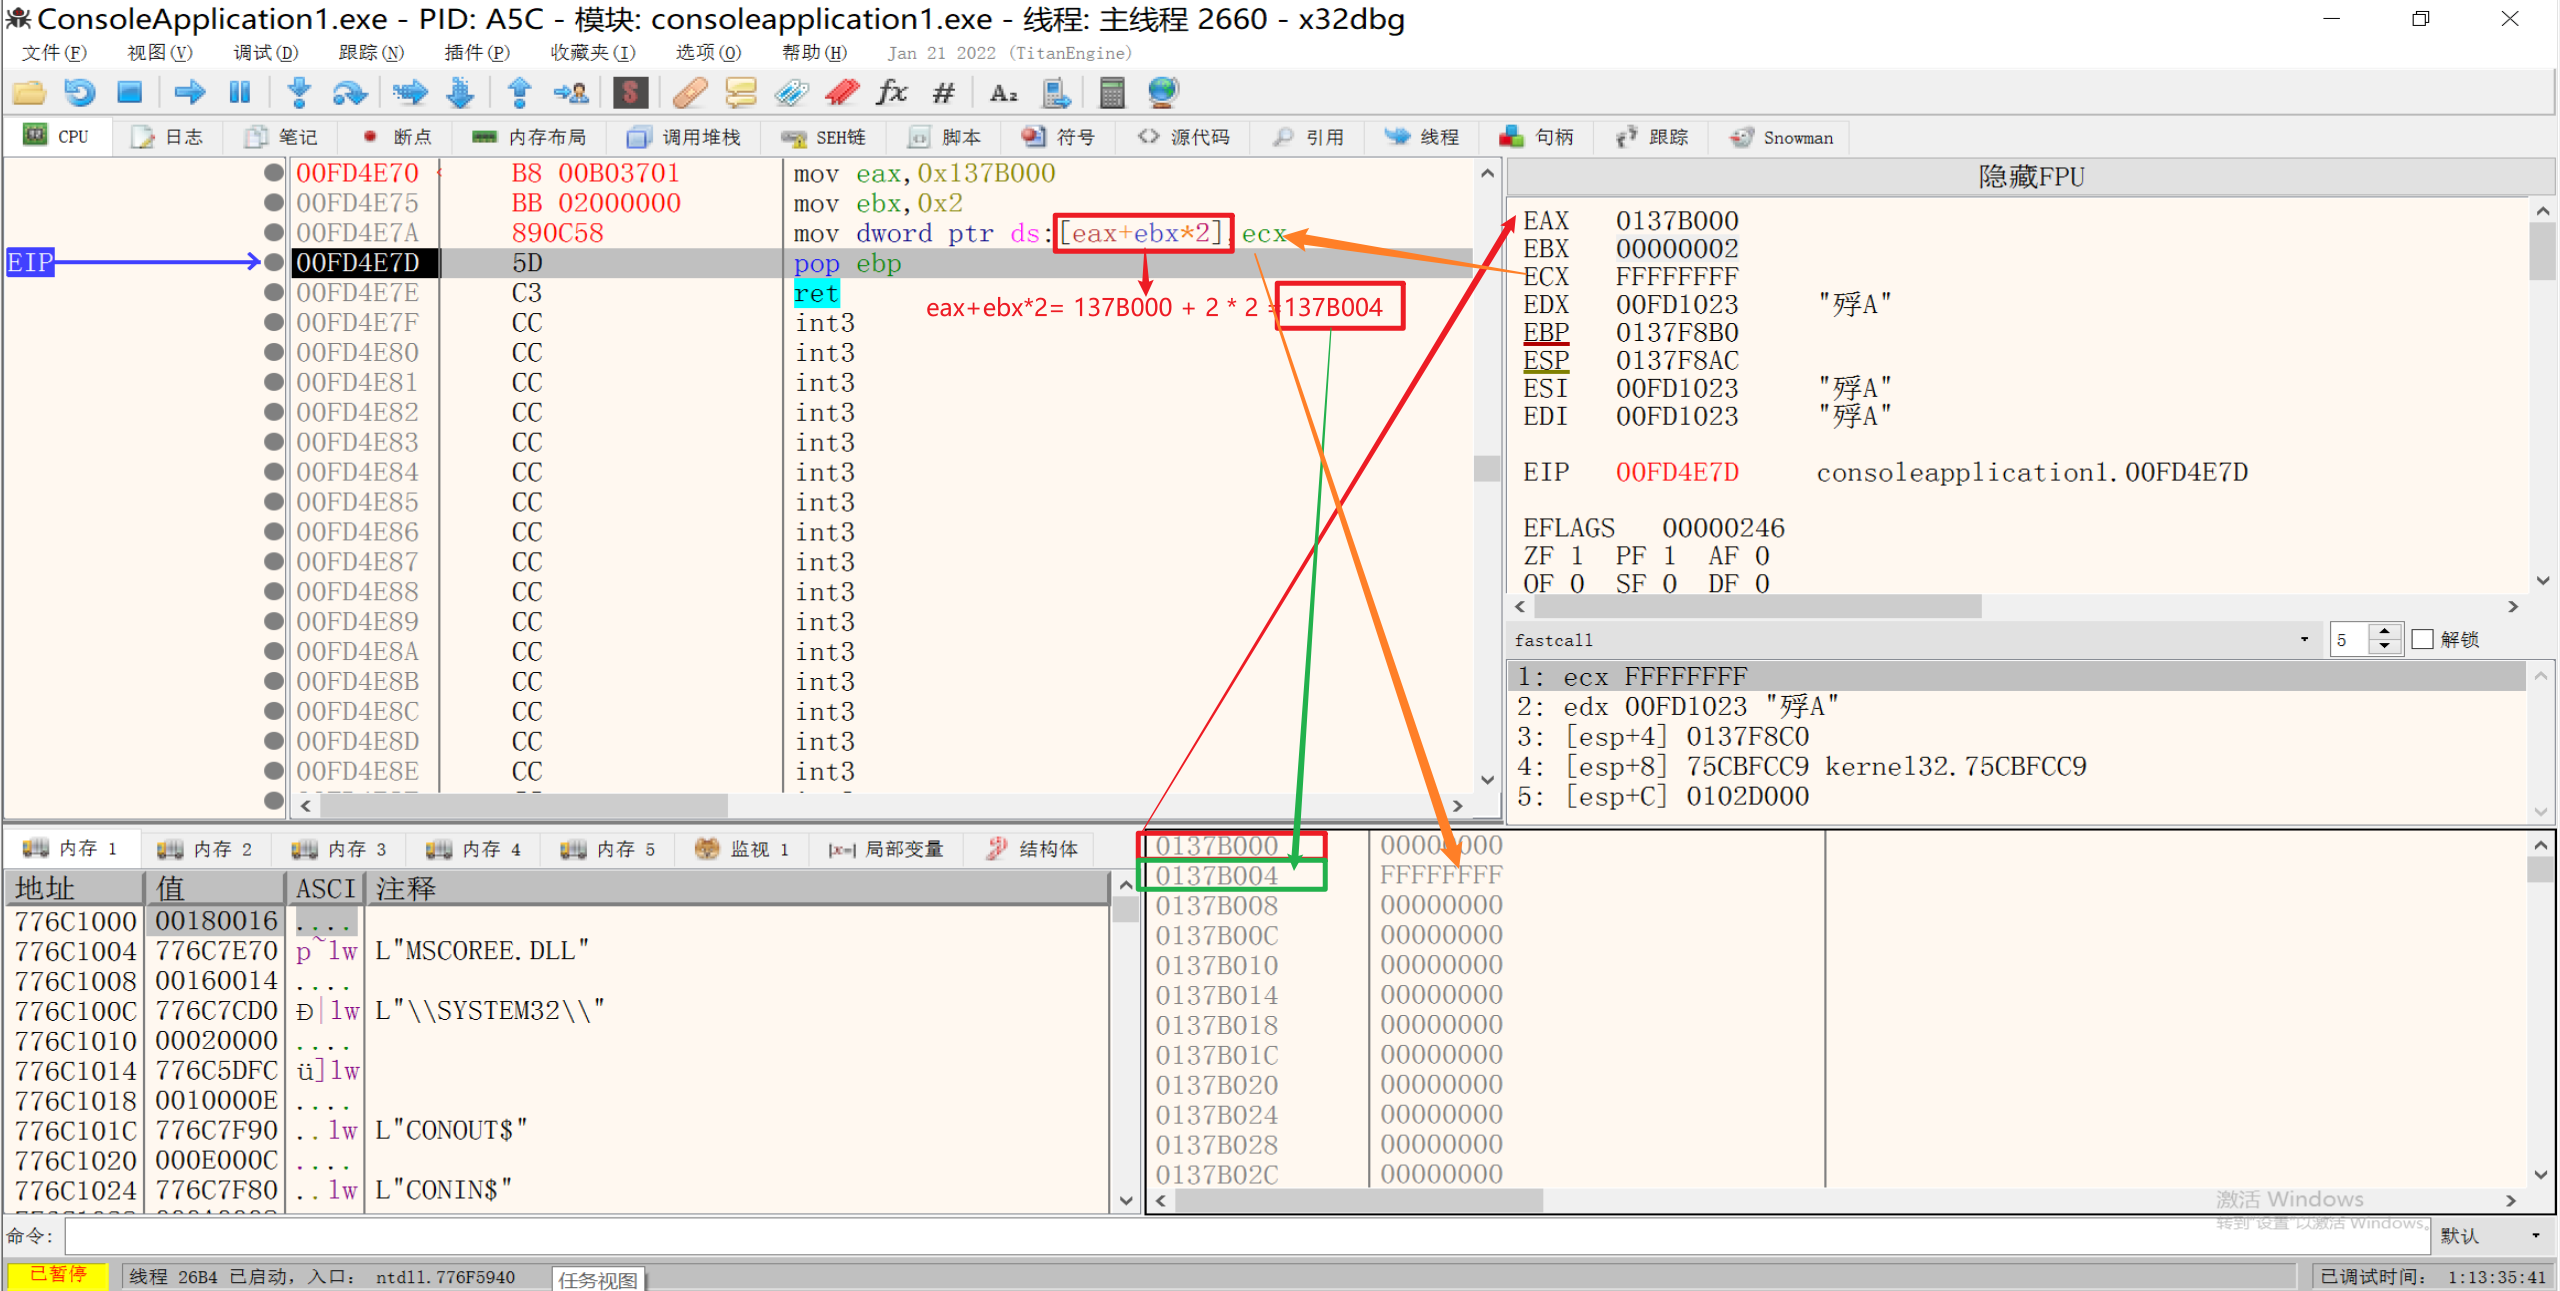 ConsoleApplication1.exe - PID: A5C - 模块: consoleapplication1.exe - 线程: 主线程 2660 - x32dbg
文件(F) 视图(V) 调试(D) 跟踪(N) 插件(P) 收藏夹(I) 选项(O) 帮助(H) Jan 21 2022 (TitanEngine)
CPU 日志 笔记 断点 内存布局 调用堆栈 SEH链 脚本 符号 源代码 引用 线程 句柄 跟踪 Snowman
00FD4E70 B8 00B03701 mov eax,0x137B000
00FD4E75 BB 02000000 mov ebx,0x2
00FD4E7A 890C58 mov dword ptr ds:[eax+ebx*2],ecx
EIP 00FD4E7D 5D pop ebp
00FD4E7E C3 ret
eax+ebx*2= 137B000 + 2 * 2 =137B004
00FD4E7F CC int3
00FD4E80 CC int3
00FD4E81 CC int3
00FD4E82 CC int3
00FD4E83 CC int3
00FD4E84 CC int3
00FD4E85 CC int3
00FD4E86 CC int3
00FD4E87 CC int3
00FD4E88 CC int3
00FD4E89 CC int3
00FD4E8A CC int3
00FD4E8B CC int3
00FD4E8C CC int3
00FD4E8D CC int3
00FD4E8E CC int3
隐藏FPU
EAX 0137B000
EBX 00000002
ECX FFFFFFFF
EDX 00FD1023 "殍A"
EBP 0137F8B0
ESP 0137F8AC
ESI 00FD1023 "殍A"
EDI 00FD1023 "殍A"
EIP 00FD4E7D consoleapplication1.00FD4E7D
EFLAGS 00000246
ZF 1 PF 1 AF 0
OF 0 SF 0 DF 0
fastcall 5 解锁
1: ecx FFFFFFFF
2: edx 00FD1023 "殍A"
3: [esp+4] 0137F8C0
4: [esp+8] 75CBFCC9 kernel32.75CBFCC9
5: [esp+C] 0102D000
内存 1 内存 2 内存 3 内存 4 内存 5 监视 1 |x=| 局部变量 结构体
地址 值 ASCI 注释
776C1000 00180016 ....
776C1004 776C7E70 p~lw L"MSCOREE.DLL"
776C1008 00160014 ....
776C100C 776C7CD0 Ð|lw L"\\SYSTEM32\\"
776C1010 00020000 ....
776C1014 776C5DFC ü]lw
776C1018 0010000E ....
776C101C 776C7F90 ..lw L"CONOUT$"
776C1020 000E000C ....
776C1024 776C7F80 ..lw L"CONIN$"
0137B000 00000000
0137B004 FFFFFFFF
0137B008 00000000
0137B00C 00000000
0137B010 00000000
0137B014 00000000
0137B018 00000000
0137B01C 00000000
0137B020 00000000
0137B024 00000000
0137B028 00000000
0137B02C 00000000
激活 Windows
转到"设置"以激活 Windows。
命令: 默认
已暂停 线程 26B4 已启动，入口： ntdll.776F5940 任务视图 已调试时间： 1:13:35:41